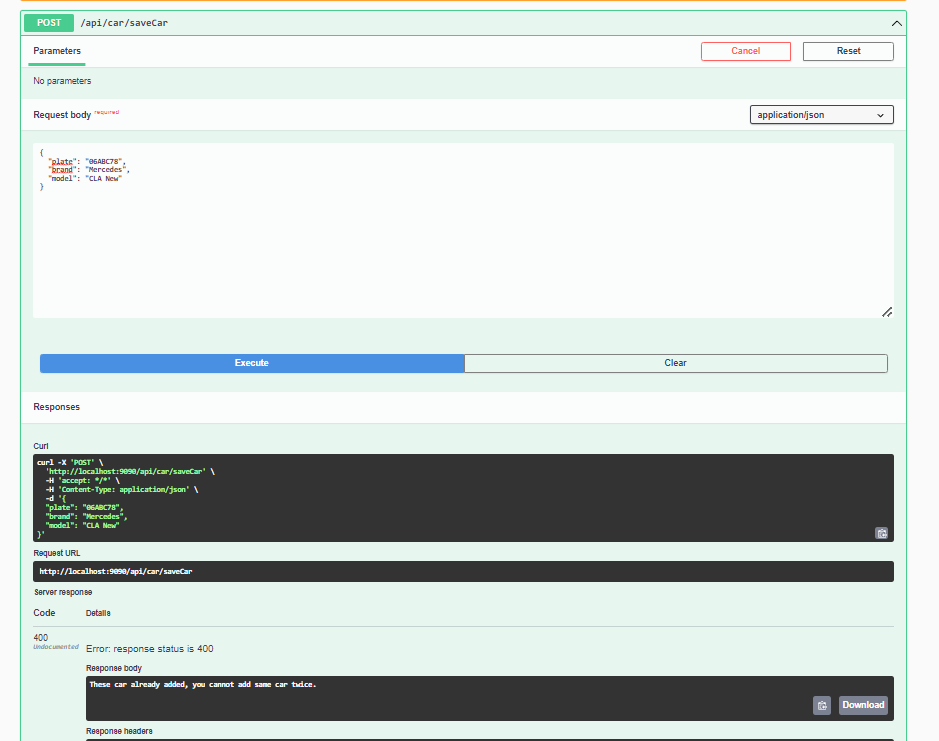 POST /api/car/saveCar
Parameters
Cancel
Reset
No parameters
Request body required
application/json
{
"plate": "06ABC78",
"brand": "Mercedes",
"model": "CLA New"
}
Execute
Clear
Responses
Curl
curl -X 'POST' \
'http://localhost:9090/api/car/saveCar' \
-H 'accept: */*' \
-H 'Content-Type: application/json' \
-d '{
"plate": "06ABC78",
"brand": "Mercedes",
"model": "CLA New"
}'
Request URL
http://localhost:9090/api/car/saveCar
Server response
Code Details
400
Undocumented
Error: response status is 400
Response body
These car already added, you cannot add same car twice.
Download
Response headers